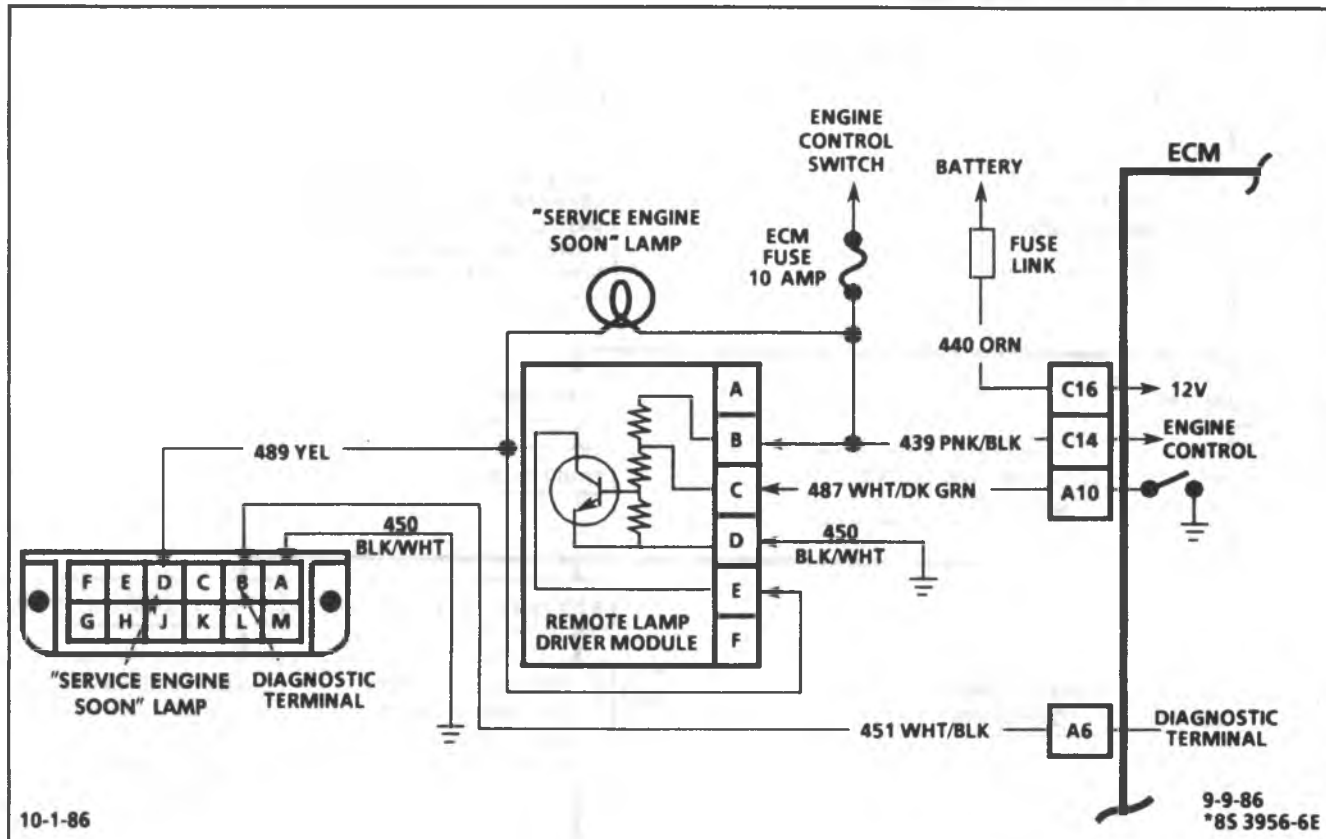 ENGINE
CONTROL
SWITCH
BATTERY
ECM
"SERVICE ENGINE
SOON" LAMP
ECM
FUSE
10 AMP
FUSE
LINK
440 ORN
A
B
C
D
E
F
C16
12V
439 PNK/BLK
C14
ENGINE
CONTROL
487 WHT/DK GRN
A10
489 YEL
450
BLK/WHT
450
BLK/WHT
F E D C B A
G H J K L M
REMOTE LAMP
DRIVER MODULE
"SERVICE ENGINE
SOON" LAMP
DIAGNOSTIC
TERMINAL
451 WHT/BLK
A6
DIAGNOSTIC
TERMINAL
10-1-86
9-9-86
*8S 3956-6E